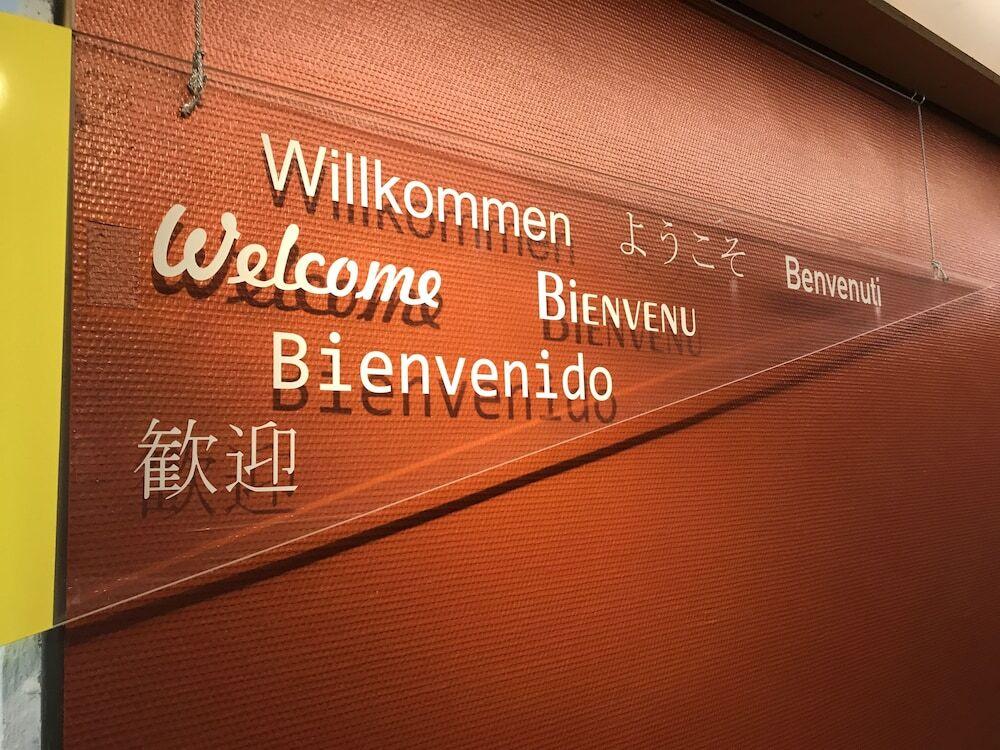 Willkommen
ようこそ
Welcome
BIENVENU
Benvenuti
Bienvenido
歓迎